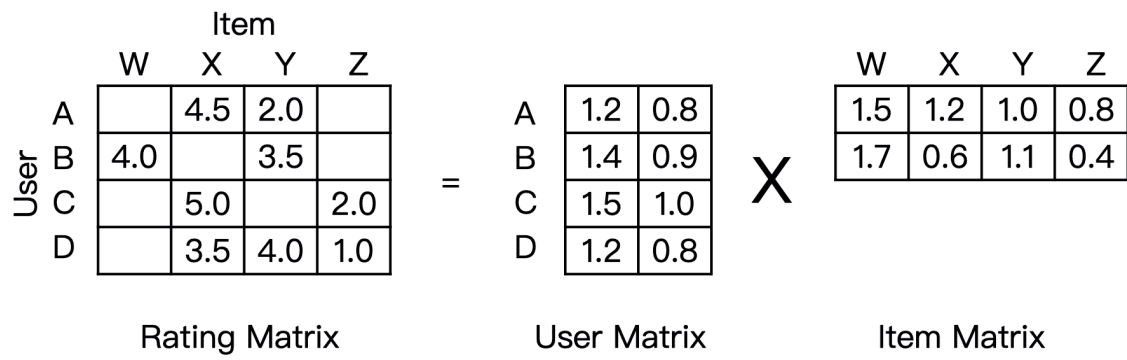 Item
W X Y Z W X Y Z
A 4.5 2.0 A 1.2 0.8 1.5 1.2 1.0 0.8
B 4.0 3.5 B 1.4 0.9 1.7 0.6 1.1 0.4
User = X
C 5.0 2.0 C 1.5 1.0
D 3.5 4.0 1.0 D 1.2 0.8
Rating Matrix User Matrix Item Matrix